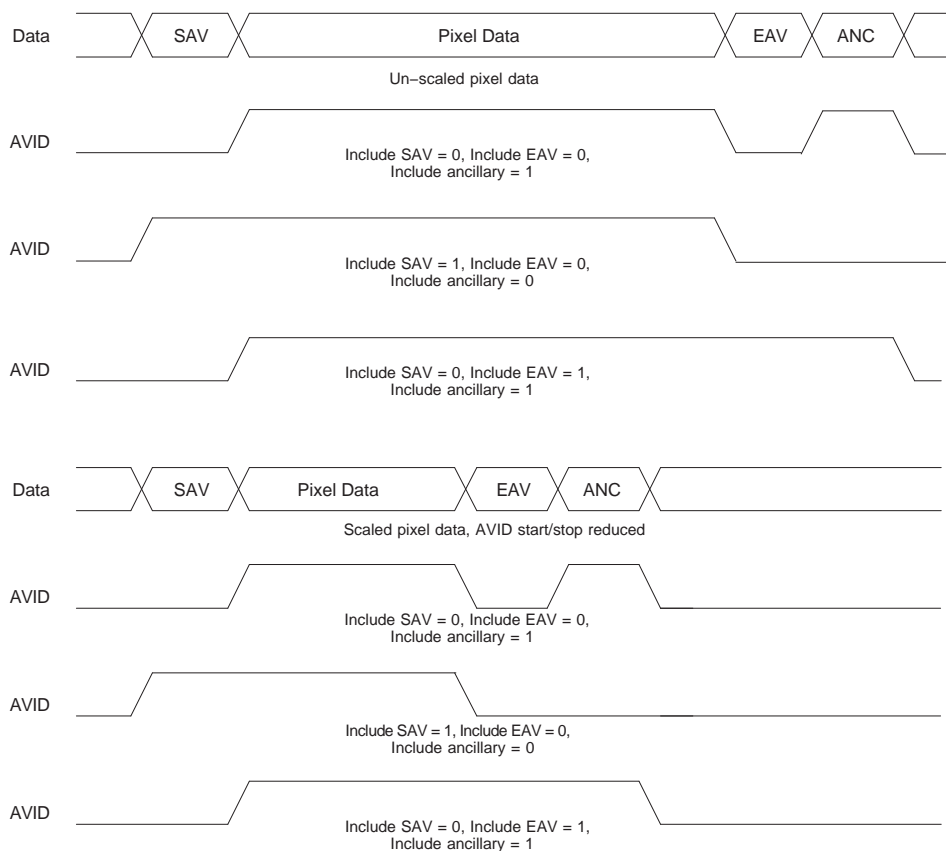 Data SAV Pixel Data EAV ANC
Un−scaled pixel data
AVID
Include SAV = 0, Include EAV = 0,
Include ancillary = 1
AVID
Include SAV = 1, Include EAV = 0,
Include ancillary = 0
AVID
Include SAV = 0, Include EAV = 1,
Include ancillary = 1
Data SAV Pixel Data EAV ANC
Scaled pixel data, AVID start/stop reduced
AVID
Include SAV = 0, Include EAV = 0,
Include ancillary = 1
AVID
Include SAV = 1, Include EAV = 0,
Include ancillary = 0
AVID
Include SAV = 0, Include EAV = 1,
Include ancillary = 1